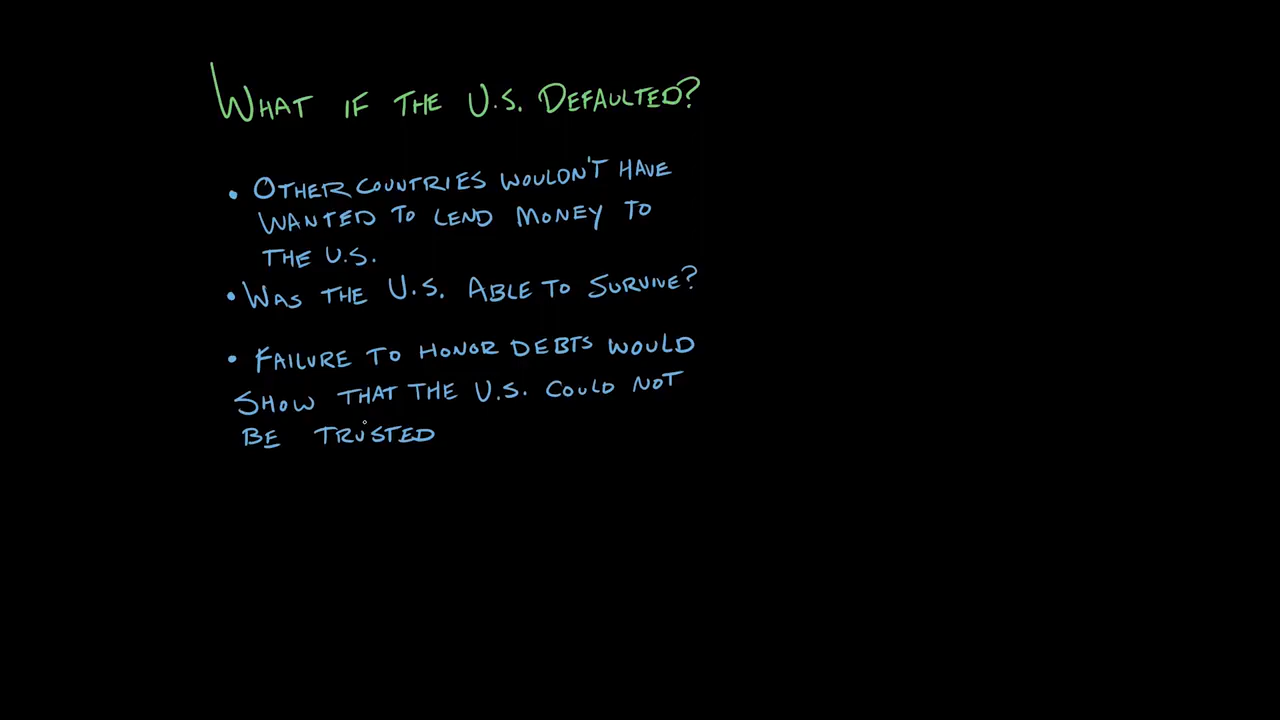 WHAT IF THE U.S. DEFAULTED?
• OTHER COUNTRIES WOULDN'T HAVE
WANTED TO LEND MONEY TO
THE U.S.
• WAS THE U.S. ABLE TO SURVIVE?
• FAILURE TO HONOR DEBTS WOULD
SHOW THAT THE U.S. COULD NOT
BE TRUSTED